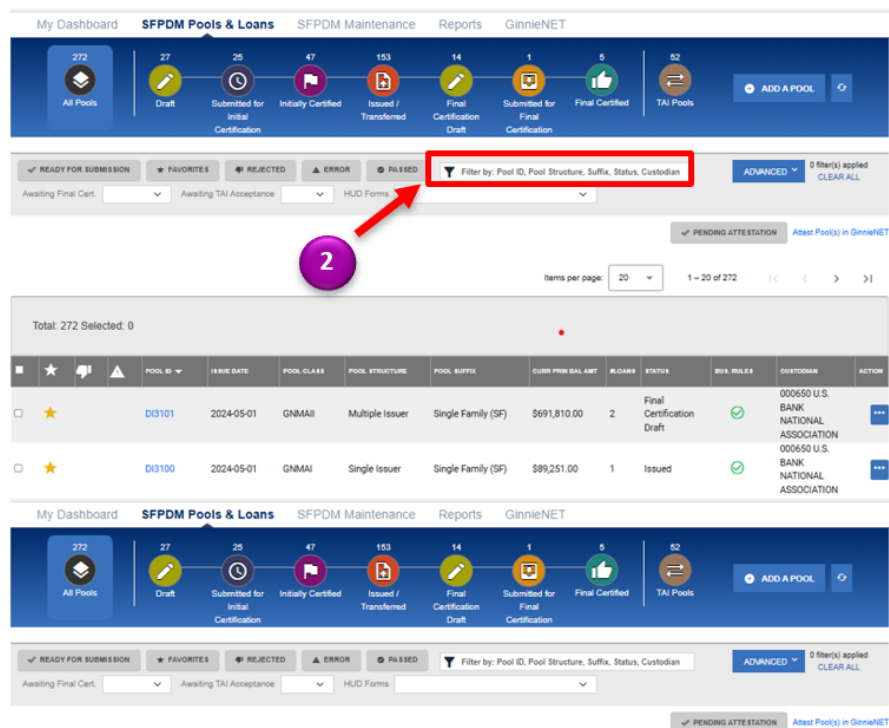 My Dashboard SFPDM Pools & Loans SFPDM Maintenance Reports GinnieNET
272 27 25 47 153 14 1 5 52
All Pools Draft Submitted for Initial Certification Initially Certified Issued / Transferred Final Certification Draft Submitted for Final Certification Final Certified TAI Pools
ADD A POOL
READY FOR SUBMISSION FAVORITES REJECTED ERROR PASSED Filter by: Pool ID, Pool Structure, Suffix, Status, Custodian ADVANCED 0 filter(s) applied
CLEAR ALL
Awaiting Final Cert. Awaiting TAI Acceptance HUD Forms
PENDING ATTESTATION Attest Pool(s) in GinnieNET
2
Items per page: 20 1 – 20 of 272
Total: 272 Selected: 0
POOL ID ISSUE DATE POOL CLASS POOL STRUCTURE POOL SUFFIX CURR PRIN BAL AMT #LOANS STATUS BUS. RULES CUSTODIAN ACTION
DI3101 2024-05-01 GNMAII Multiple Issuer Single Family (SF) $691,810.00 2 Final Certification Draft 000650 U.S. BANK NATIONAL ASSOCIATION
DI3100 2024-05-01 GNMAI Single Issuer Single Family (SF) $89,251.00 1 Issued 000650 U.S. BANK NATIONAL ASSOCIATION
My Dashboard SFPDM Pools & Loans SFPDM Maintenance Reports GinnieNET
272 27 25 47 153 14 1 5 52
All Pools Draft Submitted for Initial Certification Initially Certified Issued / Transferred Final Certification Draft Submitted for Final Certification Final Certified TAI Pools
ADD A POOL
READY FOR SUBMISSION FAVORITES REJECTED ERROR PASSED Filter by: Pool ID, Pool Structure, Suffix, Status, Custodian ADVANCED 0 filter(s) applied
CLEAR ALL
Awaiting Final Cert. Awaiting TAI Acceptance HUD Forms
PENDING ATTESTATION Attest Pool(s) in GinnieNET